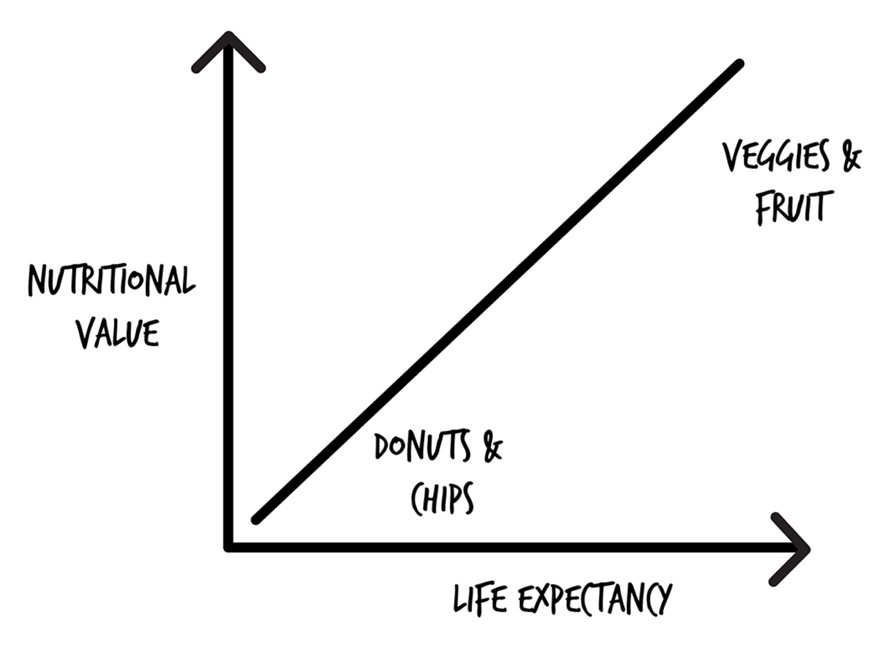 VEGGIES &
FRUIT
NUTRITIONAL
VALUE
DONUTS &
CHIPS
LIFE EXPECTANCY